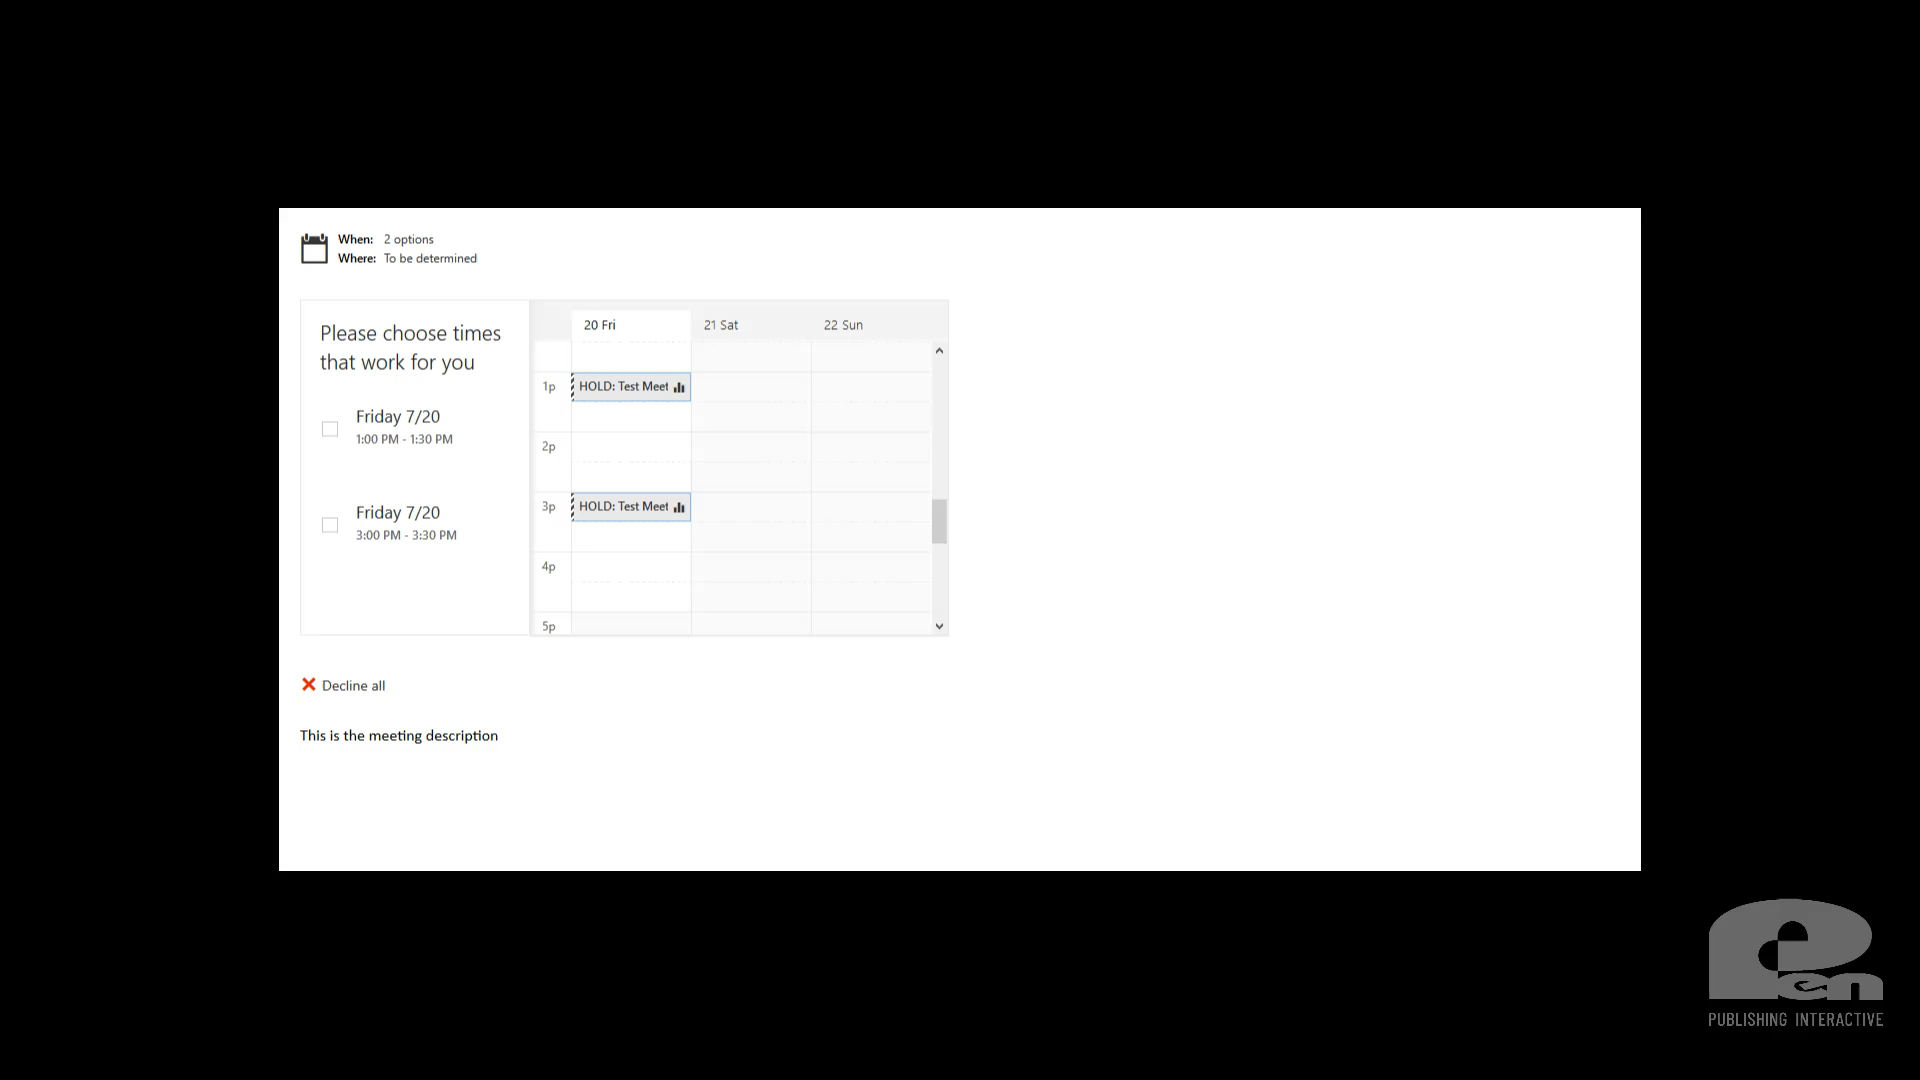 When: 2 options
Where: To be determined
Please choose times
that work for you
Friday 7/20
1:00 PM - 1:30 PM
Friday 7/20
3:00 PM - 3:30 PM
20 Fri
21 Sat
22 Sun
1p
HOLD: Test Meet
2p
3p
HOLD: Test Meet
4p
5p
Decline all
This is the meeting description
Pen
PUBLISHING INTERACTIVE